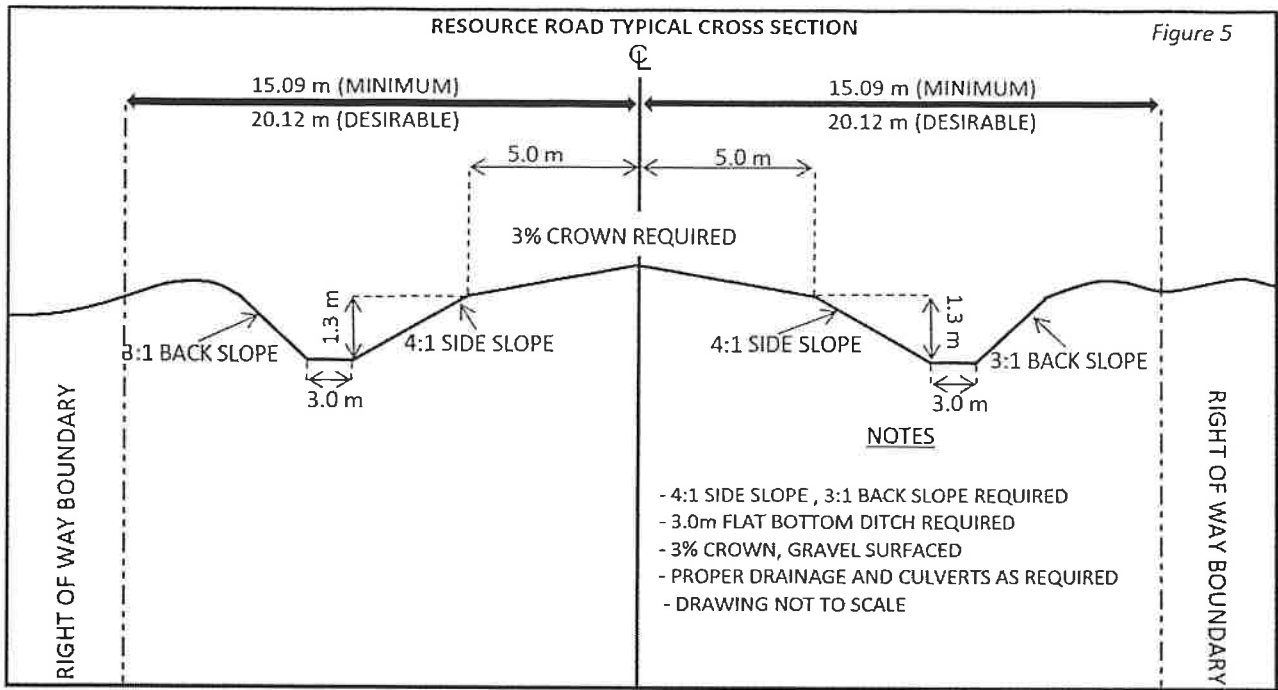 RESOURCE ROAD TYPICAL CROSS SECTION
Figure 5
CL
15.09 m (MINIMUM)
20.12 m (DESIRABLE)
15.09 m (MINIMUM)
20.12 m (DESIRABLE)
5.0 m
5.0 m
3% CROWN REQUIRED
1.3 m
3:1 BACK SLOPE
4:1 SIDE SLOPE
3.0 m
4:1 SIDE SLOPE
1.3 m
3:1 BACK SLOPE
3.0 m
RIGHT OF WAY BOUNDARY
RIGHT OF WAY BOUNDARY
NOTES
- 4:1 SIDE SLOPE , 3:1 BACK SLOPE REQUIRED
- 3.0m FLAT BOTTOM DITCH REQUIRED
- 3% CROWN, GRAVEL SURFACED
- PROPER DRAINAGE AND CULVERTS AS REQUIRED
- DRAWING NOT TO SCALE